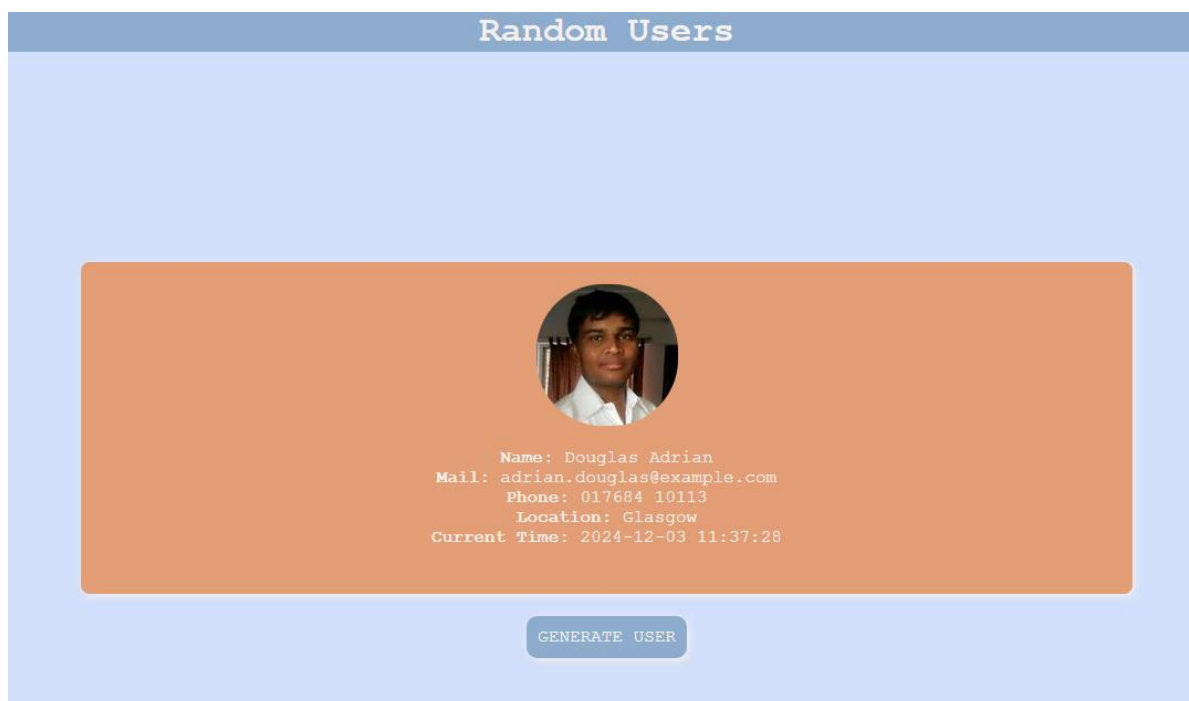 Random Users
Name: Douglas Adrian
Mail: adrian.douglas@example.com
Phone: 017684 10113
Location: Glasgow
Current Time: 2024-12-03 11:37:28
GENERATE USER